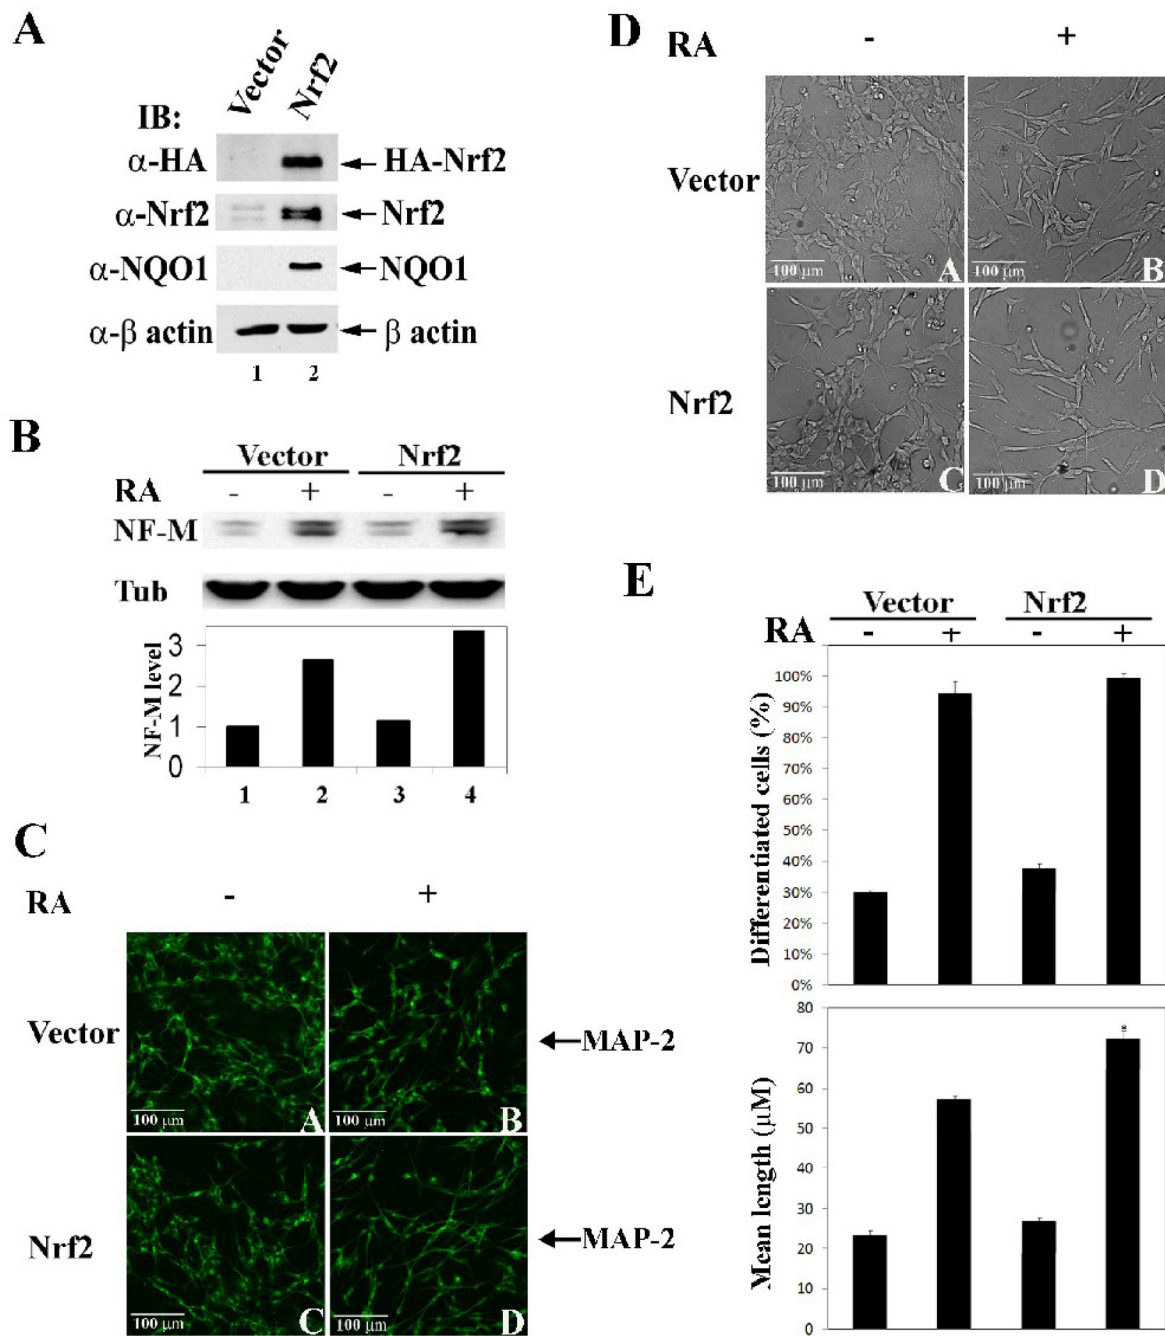 A
Vector Nrf2
IB:
α-HA HA-Nrf2
α-Nrf2 Nrf2
α-NQO1 NQO1
α-β actin β actin
1 2
B
Vector Nrf2
RA - + - +
NF-M
Tub
NF-M level
3
2
1
0
1 2 3 4
C
RA - +
Vector
A
100 μm
B
100 μm
MAP-2
Nrf2
C
100 μm
D
100 μm
MAP-2
D
RA - +
Vector
100 μm
A
100 μm
B
Nrf2
100 μm
C
100 μm
D
E
Vector Nrf2
RA - + - +
Differentiated cells (%)
100%
90%
80%
70%
60%
50%
40%
30%
20%
10%
0%
Mean length (μM)
80
70
60
50
40
30
20
10
0
*